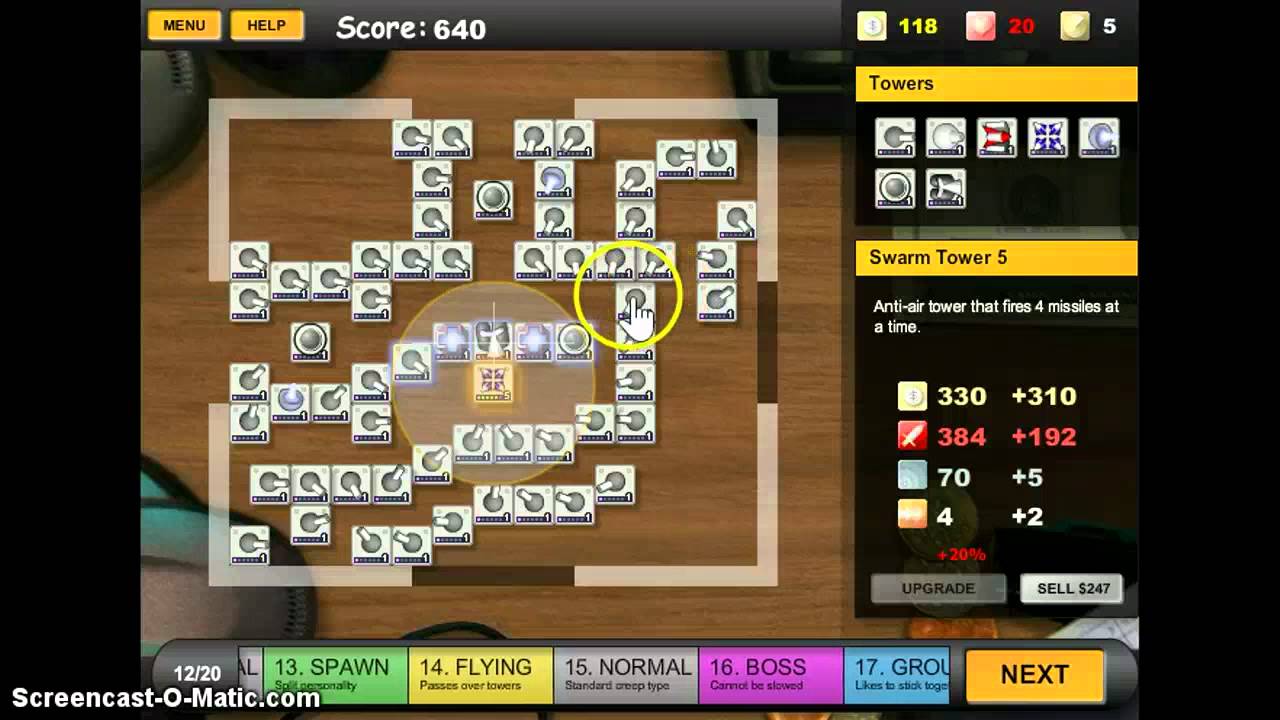 MENU
HELP
Score: 640
118
20
5
Towers
Swarm Tower 5
Anti-air tower that fires 4 missiles at
a time.
330 +310
384 +192
70 +5
4 +2
+20%
UPGRADE
SELL $247
12/20
AL
13. SPAWN
Split personality
14. FLYING
Passes over towers
15. NORMAL
Standard creep type
16. BOSS
Cannot be slowed
17. GROU
Likes to stick toge
NEXT
Screencast-O-Matic.com